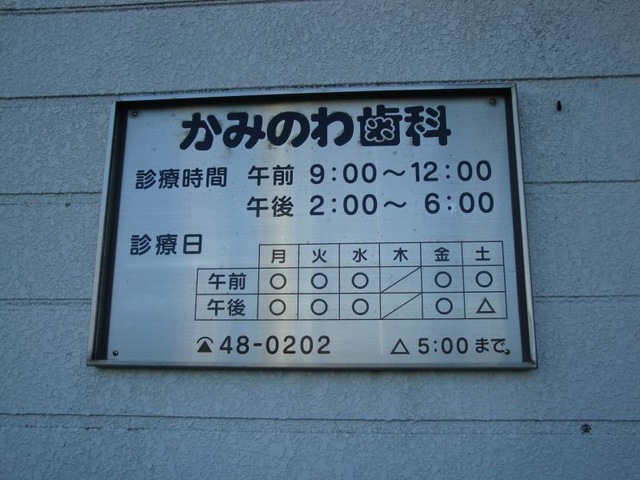 かみのわ歯科
診療時間 午前 9:00～12:00
午後 2:00～ 6:00
診療日
月 火 水 木 金 土
午前 ○ ○ ○ ／ ○ ○
午後 ○ ○ ○ ／ ○ △
☎48-0202 △5:00まで